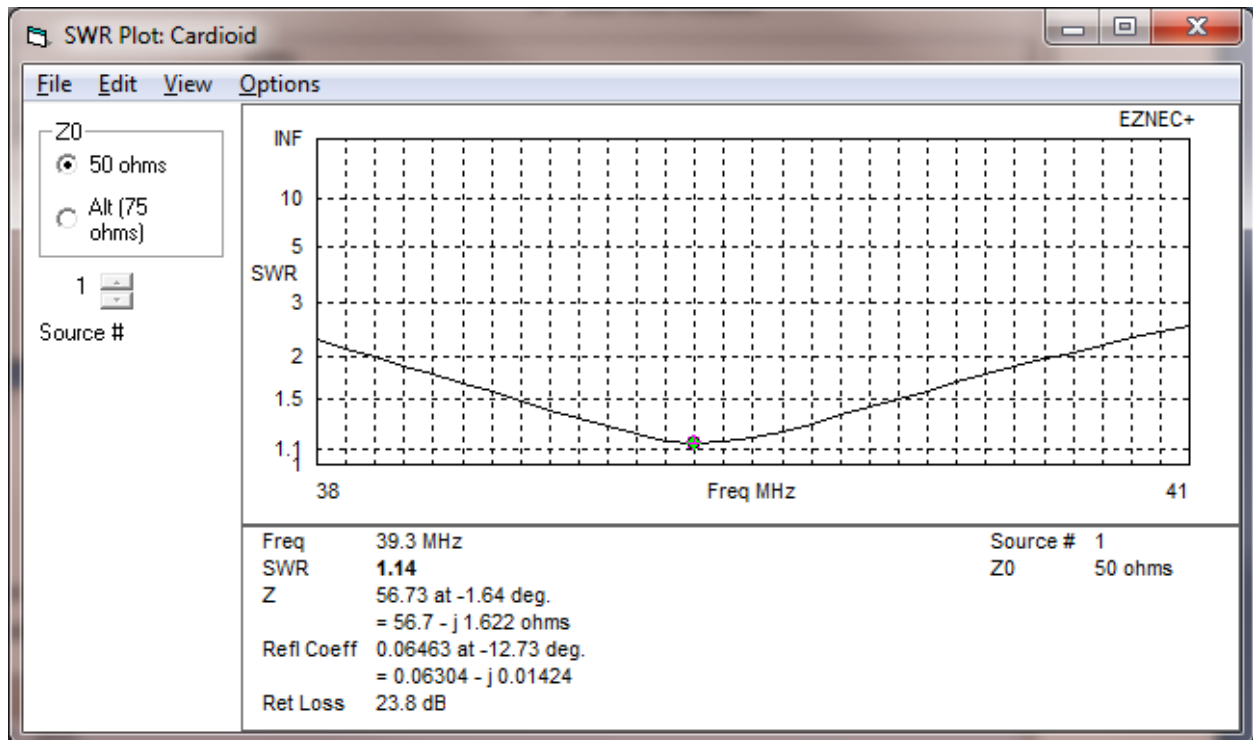 SWR Plot: Cardioid
File Edit View Options
Z0
50 ohms
Alt (75
ohms)
1
Source #
EZNEC+
INF
10
5
SWR
3
2
1.5
1.1
1
38 Freq MHz 41
Freq 39.3 MHz Source # 1
SWR 1.14 Z0 50 ohms
Z 56.73 at -1.64 deg.
= 56.7 - j 1.622 ohms
Refl Coeff 0.06463 at -12.73 deg.
= 0.06304 - j 0.01424
Ret Loss 23.8 dB